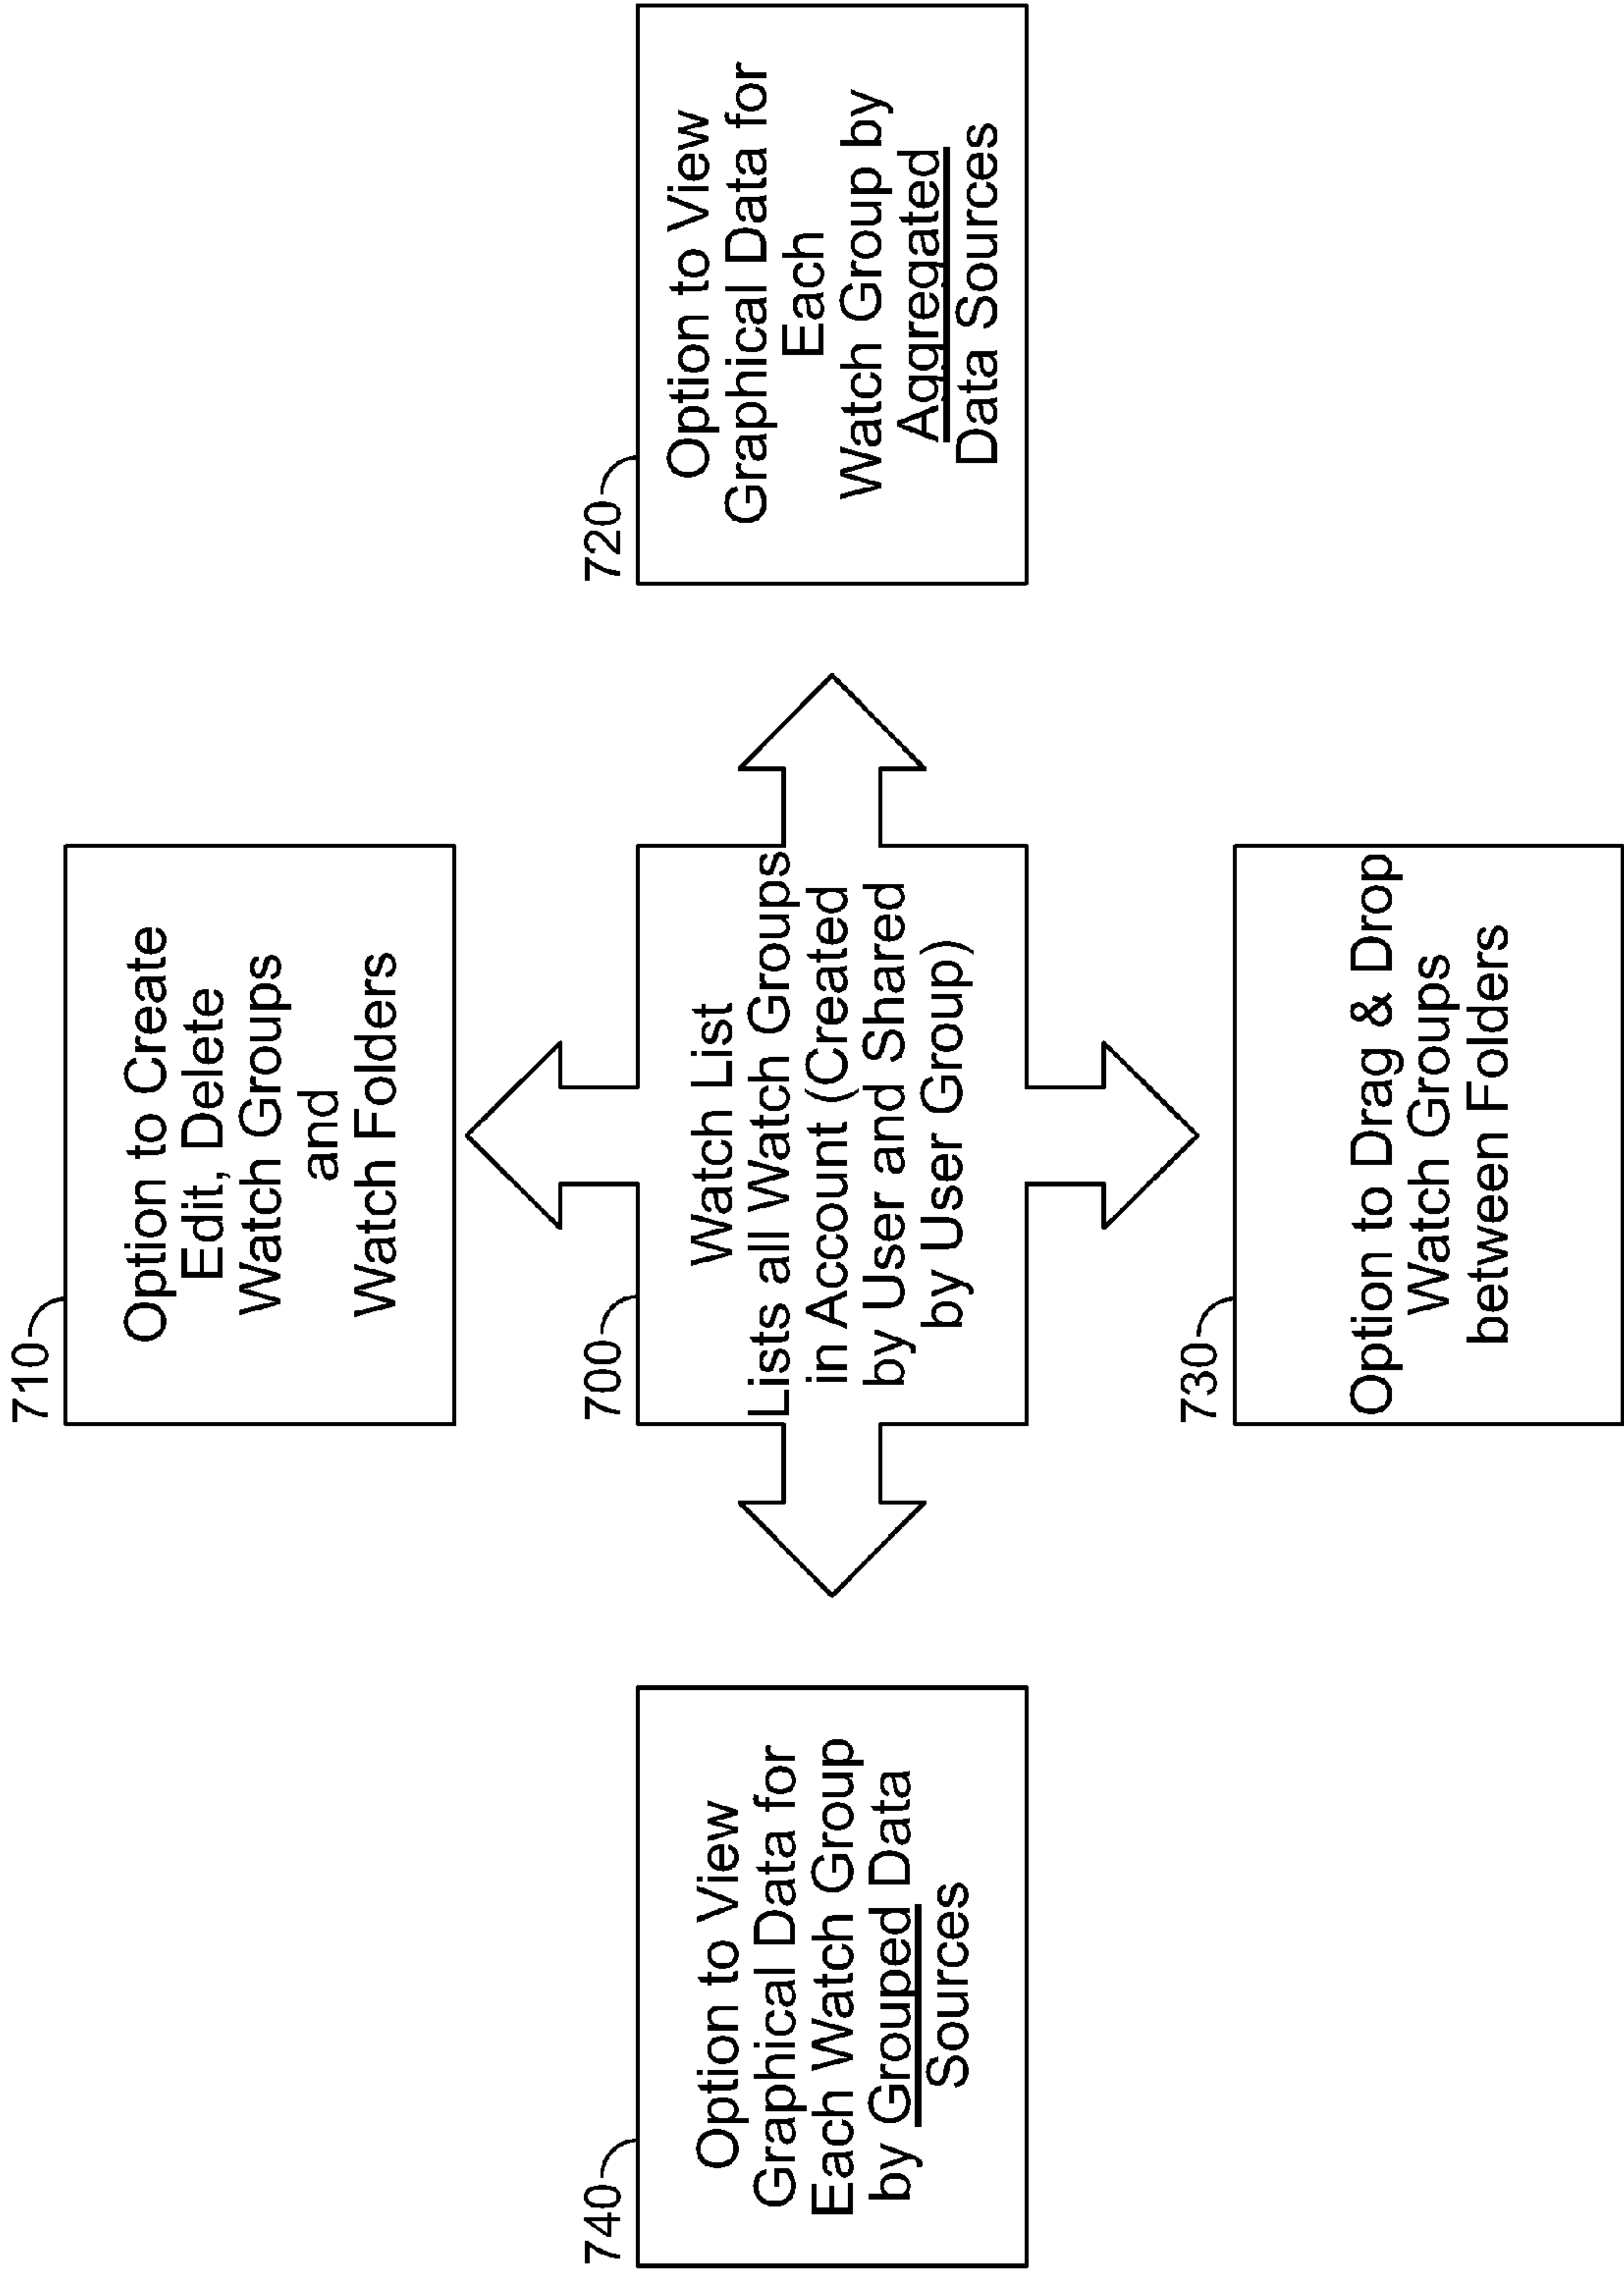 710
Option to Create
Edit, Delete
Watch Groups
and
Watch Folders
740
Option to View
Graphical Data for
Each Watch Group
by Grouped Data
Sources
700
Watch List
Lists all Watch Groups
in Account (Created
by User and Shared
by User Group)
720
Option to View
Graphical Data for
Each
Watch Group by
Aggregated
Data Sources
730
Option to Drag & Drop
Watch Groups
between Folders